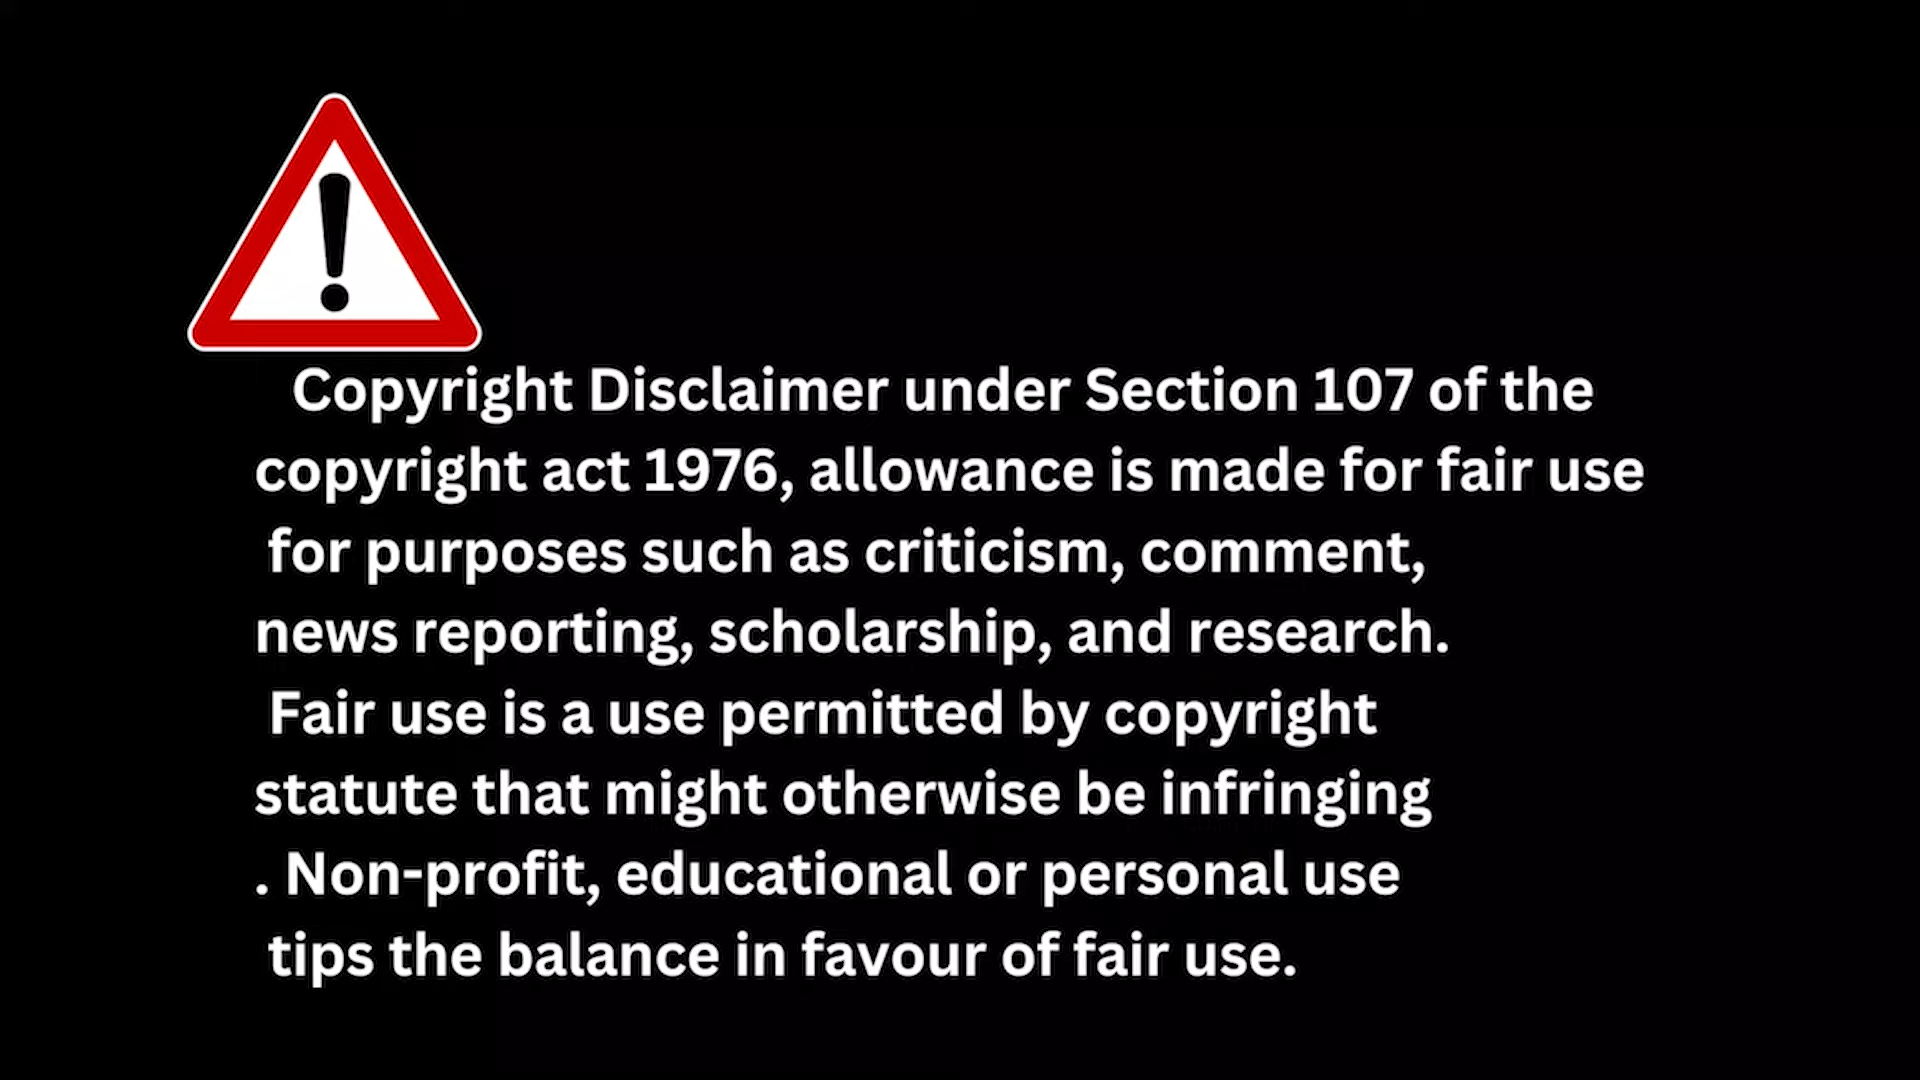 Copyright Disclaimer under Section 107 of the
copyright act 1976, allowance is made for fair use
for purposes such as criticism, comment,
news reporting, scholarship, and research.
Fair use is a use permitted by copyright
statute that might otherwise be infringing
. Non-profit, educational or personal use
tips the balance in favour of fair use.